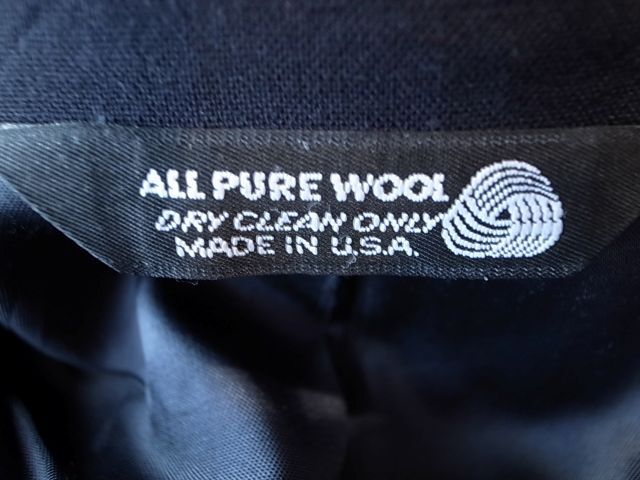 ALL PURE WOOL
DRY CLEAN ONLY
MADE IN U.S.A.